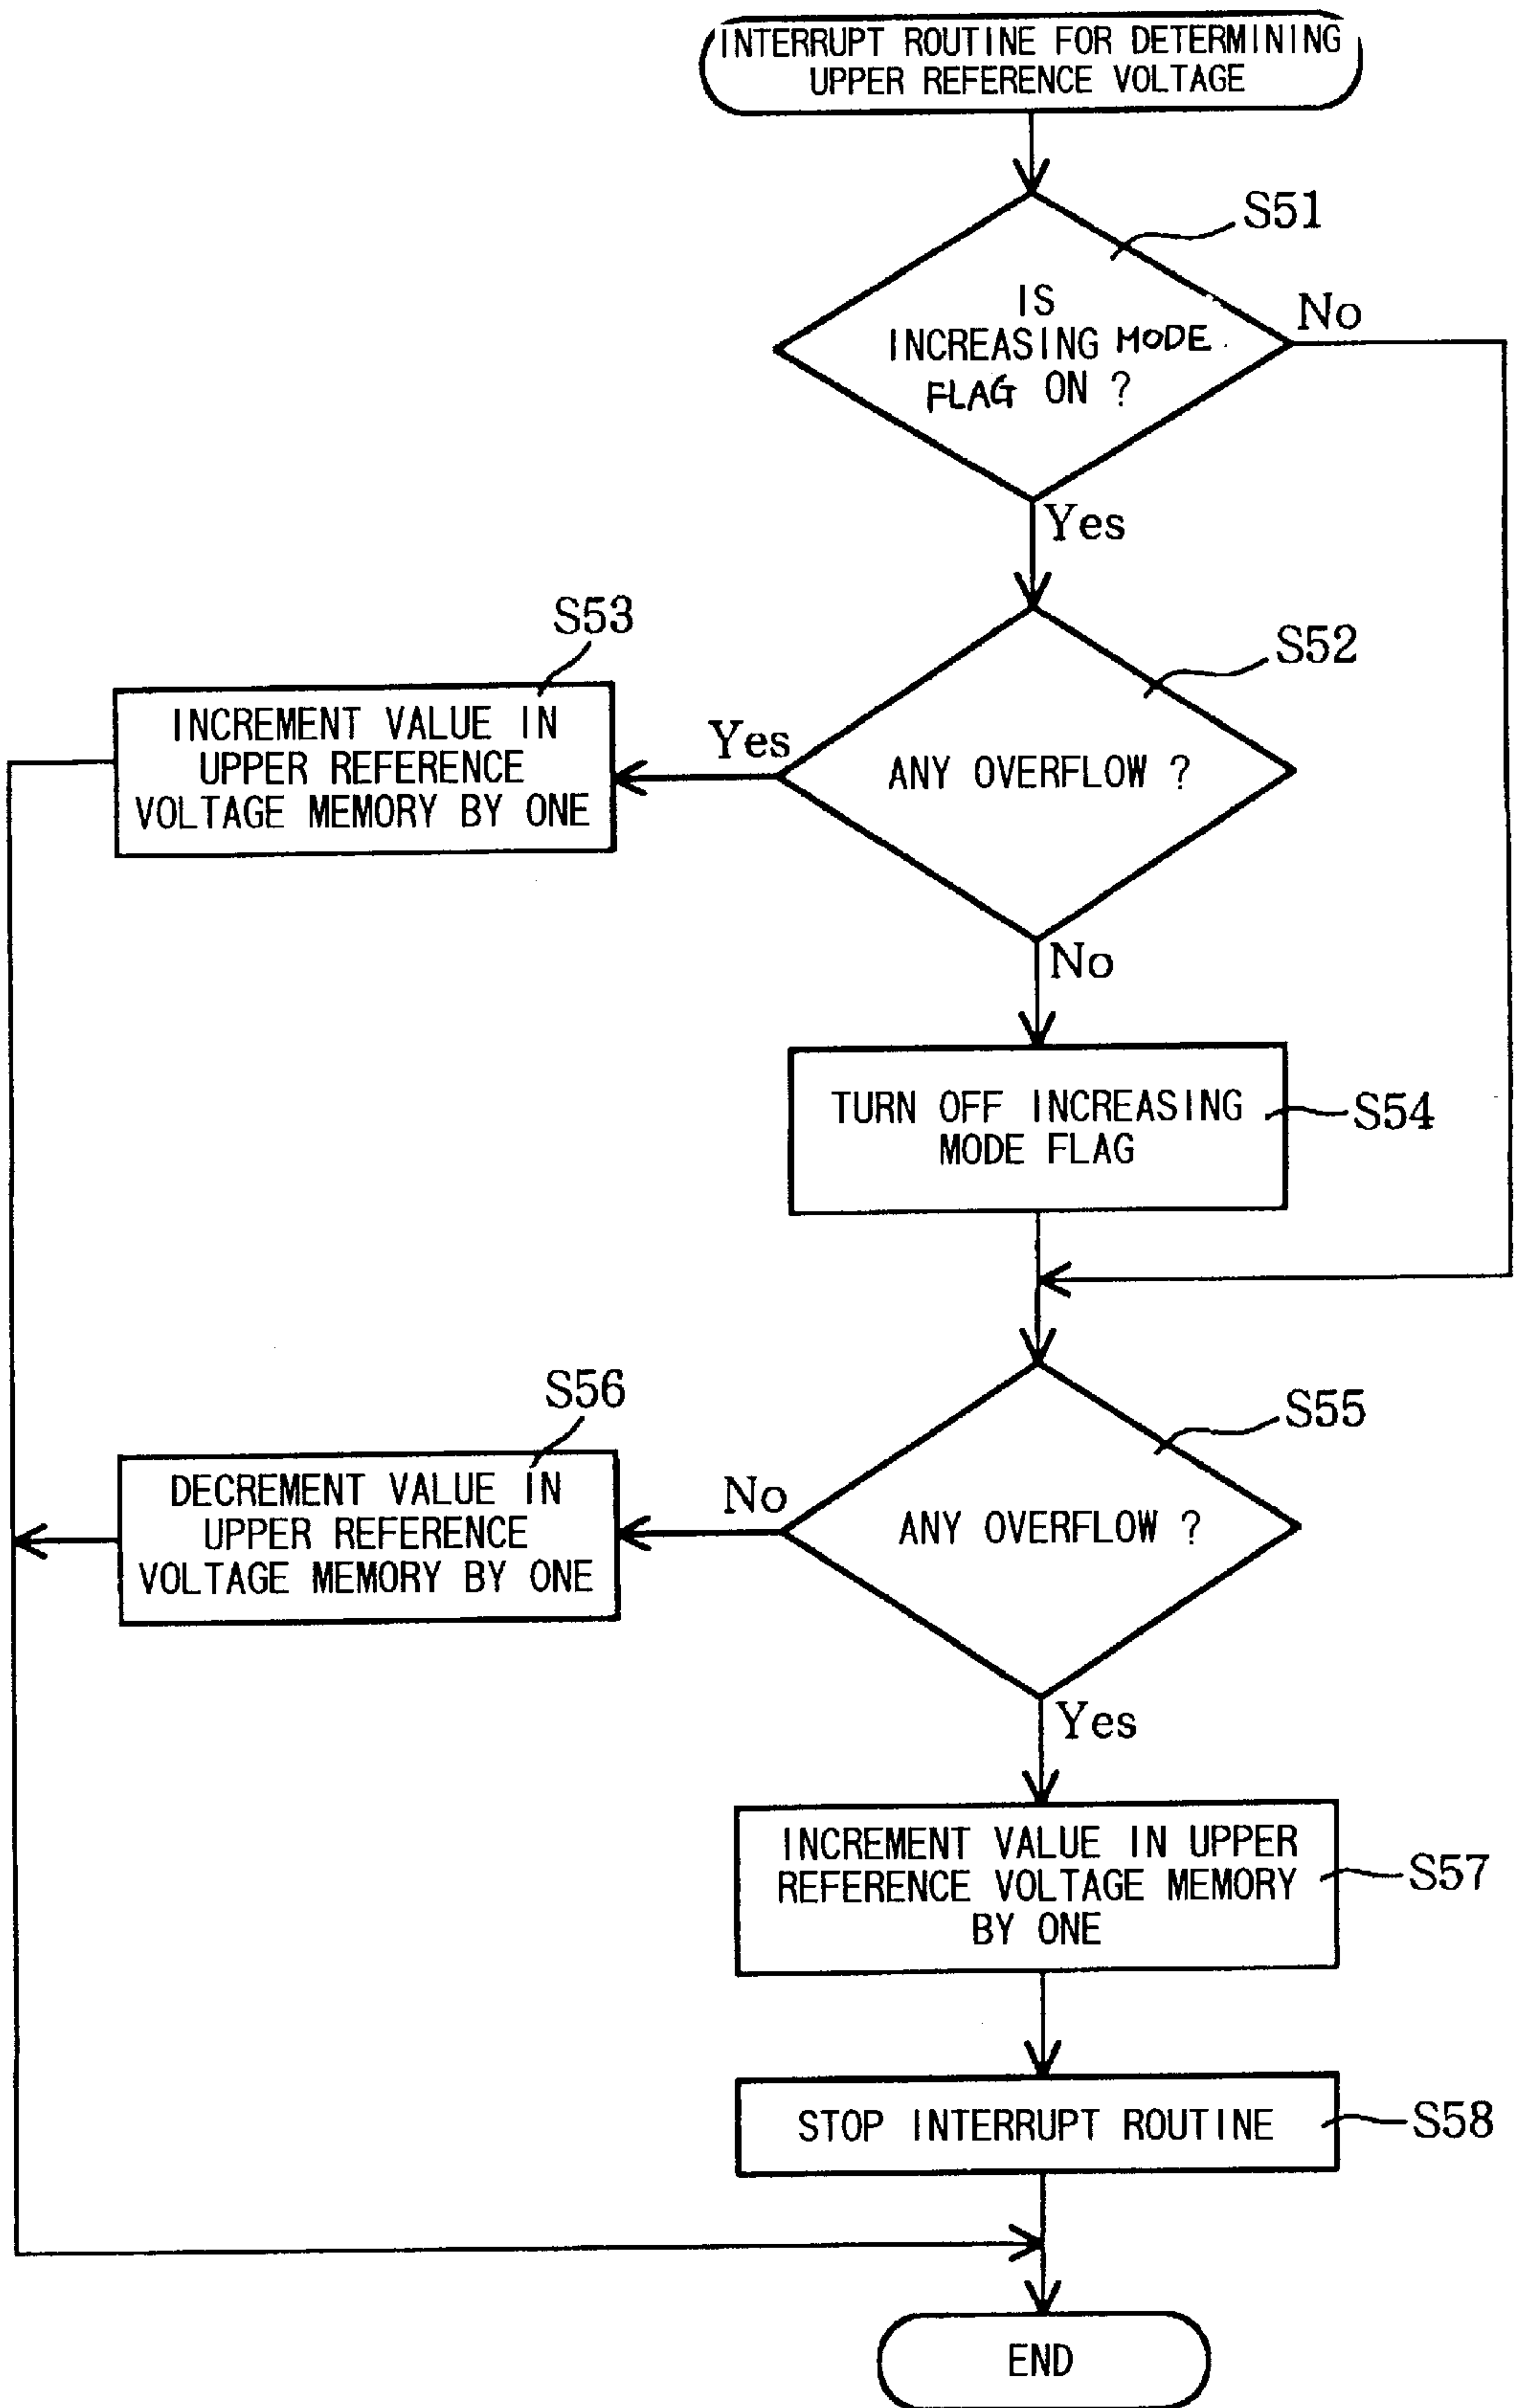 INTERRUPT ROUTINE FOR DETERMINING
UPPER REFERENCE VOLTAGE
S51
IS
INCREASING MODE
FLAG ON ?
No
Yes
S53
S52
INCREMENT VALUE IN
UPPER REFERENCE
VOLTAGE MEMORY BY ONE
Yes
ANY OVERFLOW ?
No
TURN OFF INCREASING
MODE FLAG
S54
S56
S55
DECREMENT VALUE IN
UPPER REFERENCE
VOLTAGE MEMORY BY ONE
No
ANY OVERFLOW ?
Yes
INCREMENT VALUE IN UPPER
REFERENCE VOLTAGE MEMORY
BY ONE
S57
STOP INTERRUPT ROUTINE
S58
END